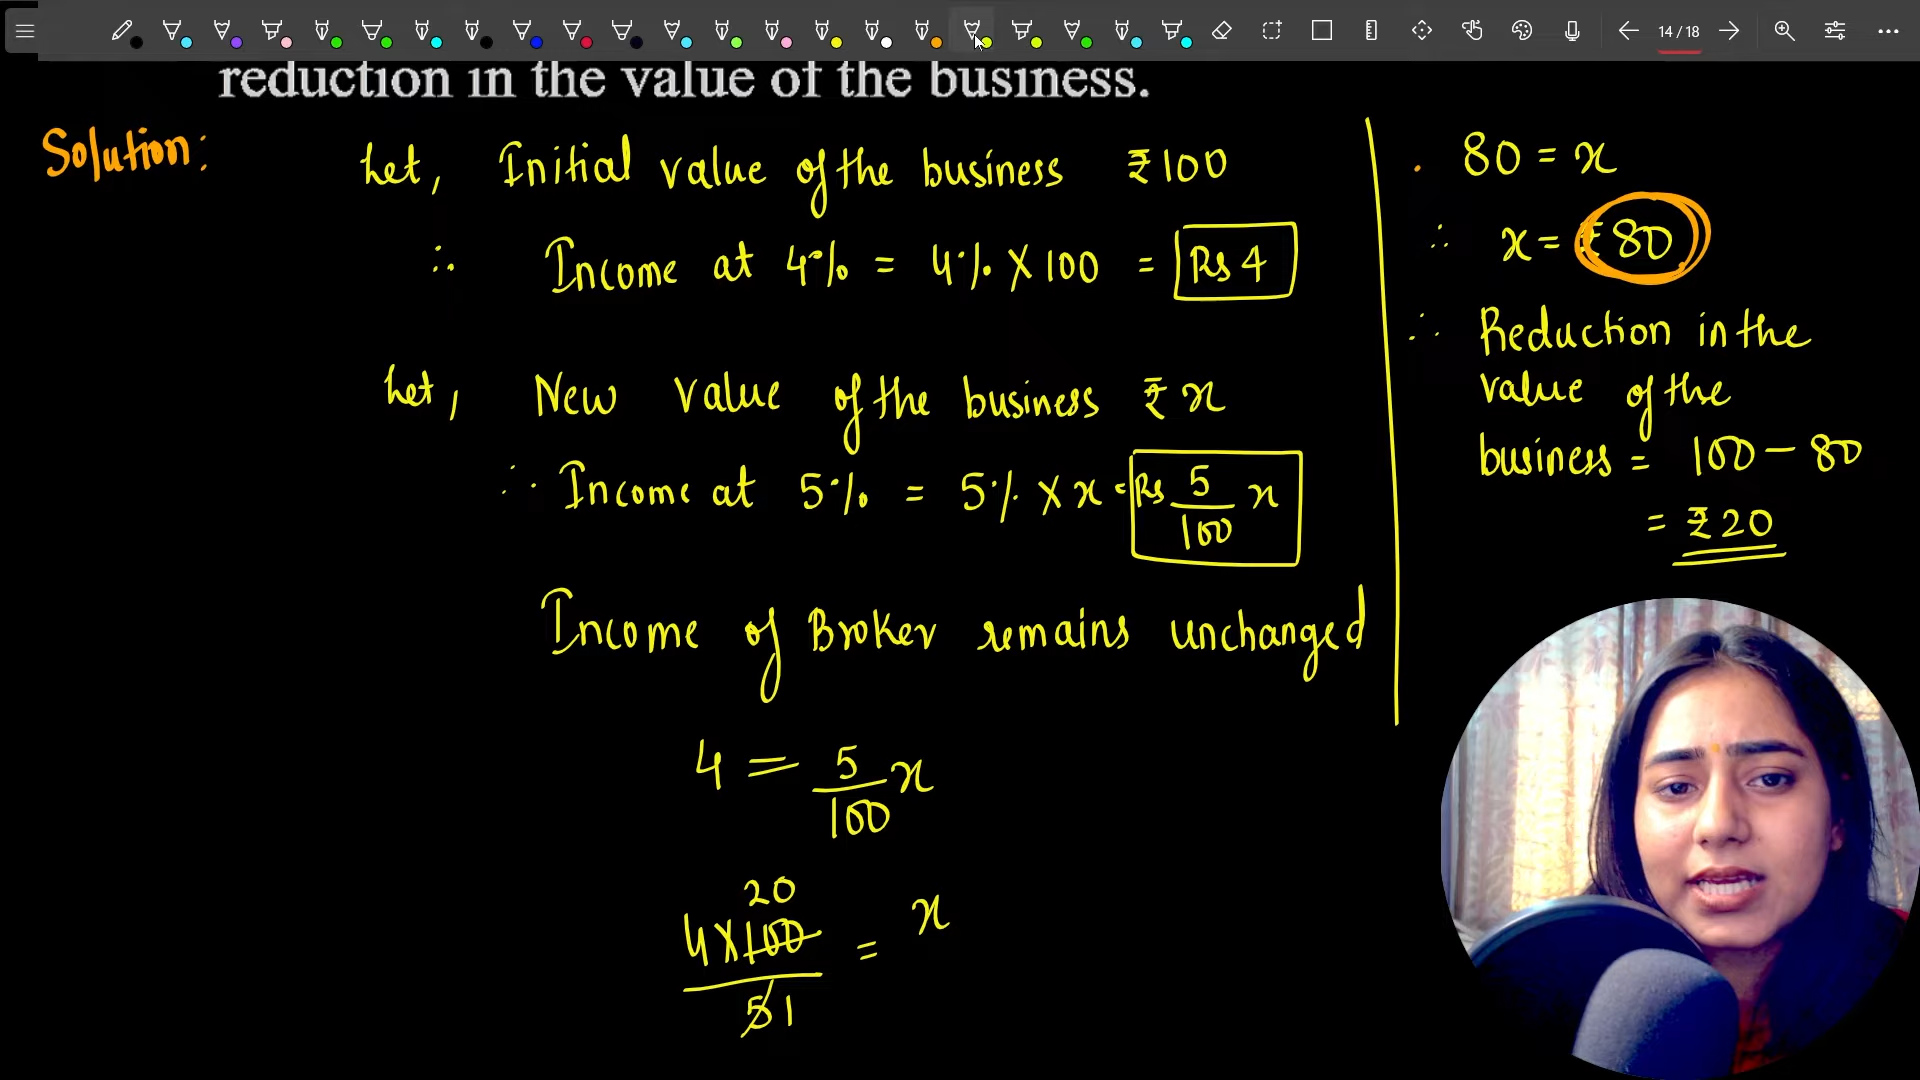 14/18
reduction in the value of the business.
Solution:
Let, Initial value of the business ₹100
∴ Income at 4% = 4% × 100 = Rs 4
Let, New value of the business ₹ x
∴ Income at 5% = 5% × x = Rs 5/100 x
Income of Broker remains unchanged
4 = 5/100 x
20
4×100/5 1 = x
80 = x
∴ x = ₹80
∴ Reduction in the
value of the
business = 100 - 80
= ₹20